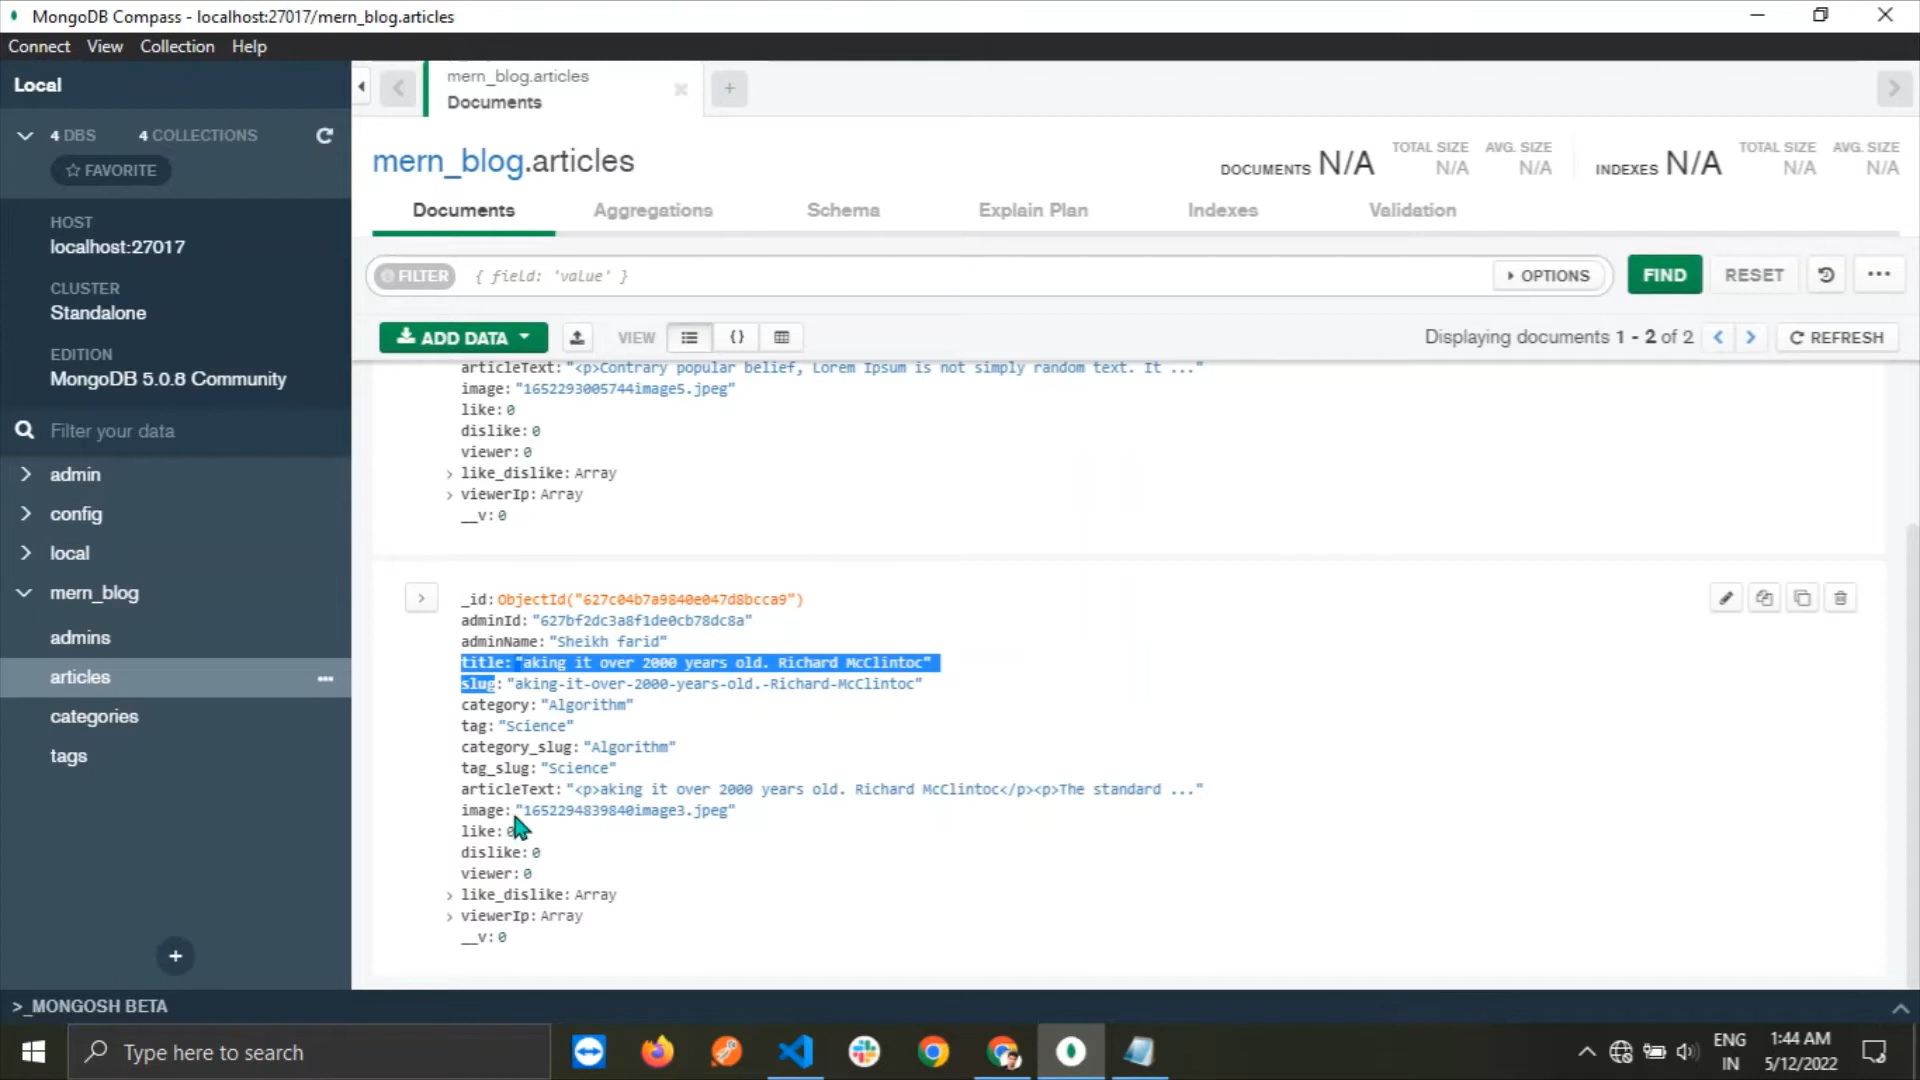 MongoDB Compass - localhost:27017/mern_blog.articles
Connect View Collection Help
Local
4 DBS 4 COLLECTIONS
FAVORITE
HOST
localhost:27017
CLUSTER
Standalone
EDITION
MongoDB 5.0.8 Community
Filter your data
admin
config
local
mern_blog
admins
articles
categories
tags
mern_blog.articles
Documents
mern_blog.articles
DOCUMENTS N/A
TOTAL SIZE
N/A
AVG. SIZE
N/A
INDEXES N/A
TOTAL SIZE
N/A
AVG. SIZE
N/A
Documents Aggregations Schema Explain Plan Indexes Validation
FILTER { field: 'value' } OPTIONS FIND RESET
ADD DATA VIEW {} Displaying documents 1 - 2 of 2 REFRESH
articleText: "<p>Contrary popular belief, Lorem Ipsum is not simply random text. It ..."
image: "1652293005744image5.jpeg"
like: 0
dislike: 0
viewer: 0
like_dislike: Array
viewerIp: Array
__v: 0
_id: ObjectId("627c04b7a9840e047d8bcca9")
adminId: "627bf2dc3a8f1de0cb78dc8a"
adminName: "Sheikh farid"
title: "aking it over 2000 years old. Richard McClintoc"
slug: "aking-it-over-2000-years-old.-Richard-McClintoc"
category: "Algorithm"
tag: "Science"
category_slug: "Algorithm"
tag_slug: "Science"
articleText: "<p>aking it over 2000 years old. Richard McClintoc</p><p>The standard ..."
image: "1652294839840image3.jpeg"
like: 0
dislike: 0
viewer: 0
like_dislike: Array
viewerIp: Array
__v: 0
>_MONGOSH BETA
Type here to search
ENG
IN
1:44 AM
5/12/2022